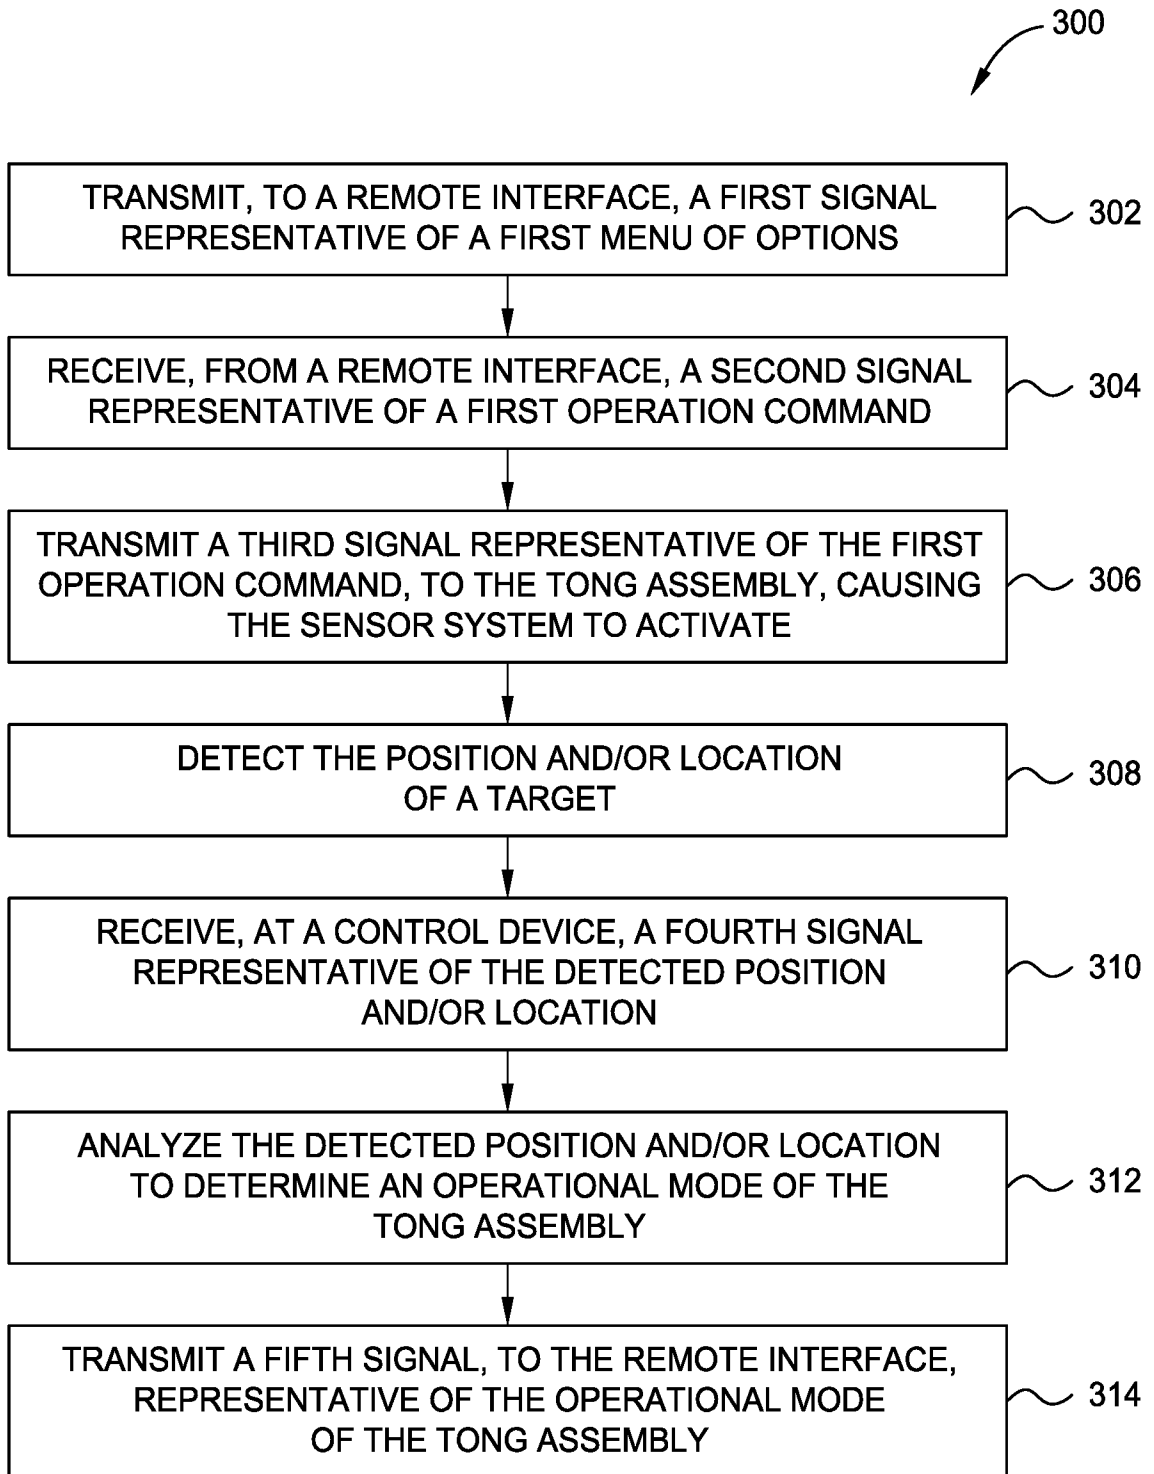 300
TRANSMIT, TO A REMOTE INTERFACE, A FIRST SIGNAL
REPRESENTATIVE OF A FIRST MENU OF OPTIONS
302
RECEIVE, FROM A REMOTE INTERFACE, A SECOND SIGNAL
REPRESENTATIVE OF A FIRST OPERATION COMMAND
304
TRANSMIT A THIRD SIGNAL REPRESENTATIVE OF THE FIRST
OPERATION COMMAND, TO THE TONG ASSEMBLY, CAUSING
THE SENSOR SYSTEM TO ACTIVATE
306
DETECT THE POSITION AND/OR LOCATION
OF A TARGET
308
RECEIVE, AT A CONTROL DEVICE, A FOURTH SIGNAL
REPRESENTATIVE OF THE DETECTED POSITION
AND/OR LOCATION
310
ANALYZE THE DETECTED POSITION AND/OR LOCATION
TO DETERMINE AN OPERATIONAL MODE OF THE
TONG ASSEMBLY
312
TRANSMIT A FIFTH SIGNAL, TO THE REMOTE INTERFACE,
REPRESENTATIVE OF THE OPERATIONAL MODE
OF THE TONG ASSEMBLY
314